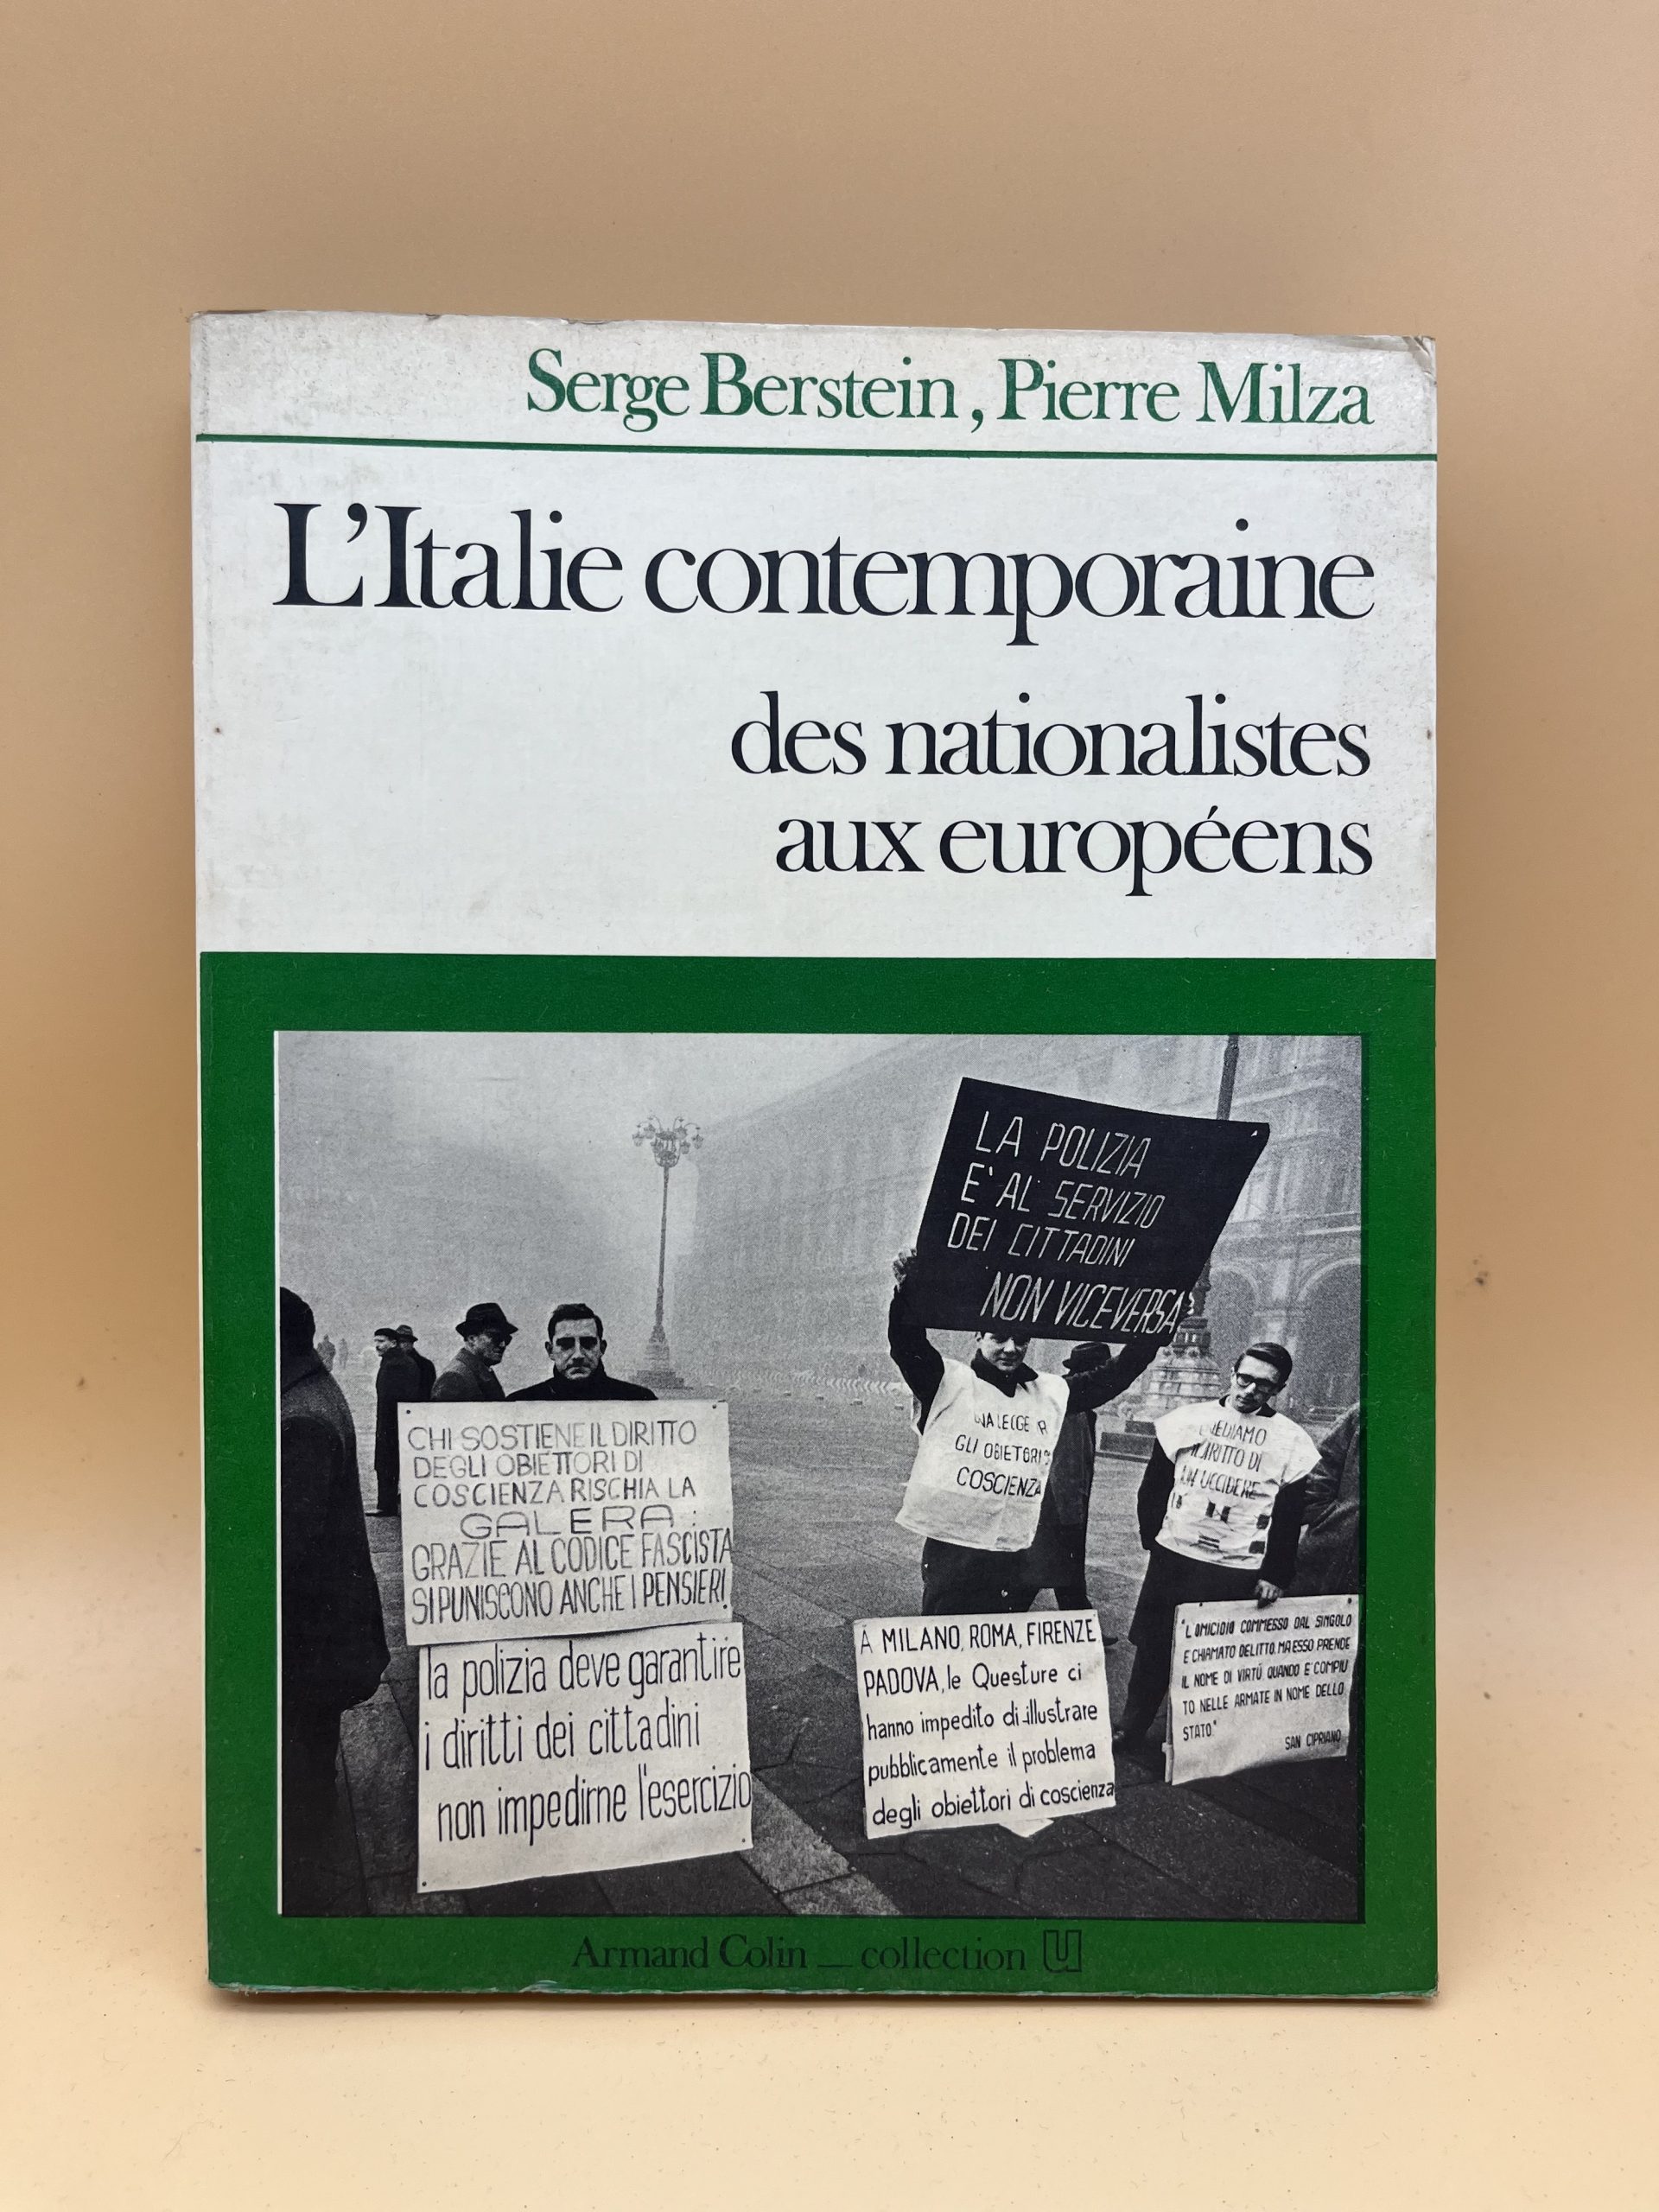 Serge Berstein, Pierre Milza
L'Italie contemporaine
des nationalistes
aux européens
LA POLIZIA
E' AL SERVIZIO
DEI CITTADINI
NON VICEVERSA
CHI SOSTIENE IL DIRITTO
DEGLI OBIETTORI DI
COSCIENZA RISCHIA LA
GALERA:
GRAZIE AL CODICE FASCISTA
SI PUNISCONO ANCHE I PENSIERI
la polizia deve garantire
i diritti dei cittadini
non impedirne l'esercizio
LEGGE
GLI OBIETTORI
COSCIENZA
DIRITTO DI
UCCIDERE
A MILANO, ROMA, FIRENZE
PADOVA, le Questure ci
hanno impedito di illustrare
pubblicamente il problema
degli obiettori di coscienza
"L'OMICIDIO COMMESSO DAL SINGOLO
E CHIAMATO DELITTO. MA ESSO PRENDE
IL NOME DI VIRTÙ QUANDO E' COMPIU
TO NELLE ARMATE IN NOME DELLO
STATO."
SAN CIPRIANO
Armand Colin _ collection U